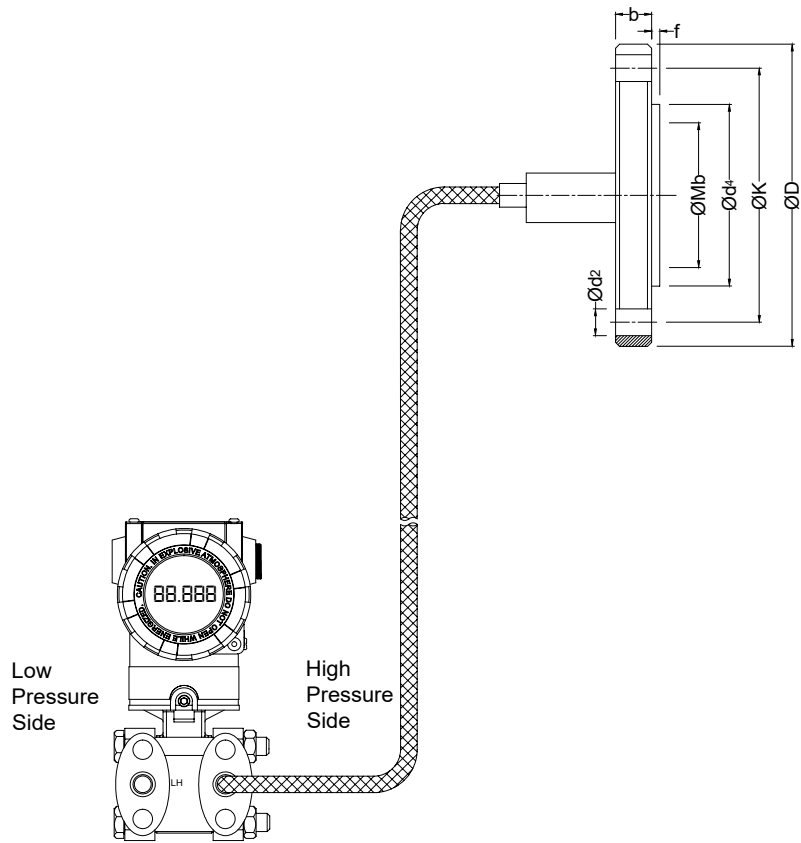 b
f
ØMb
Ød4
ØK
ØD
Ød2
CAUTION. IN EXPLOSIVE ATMOSPHERE DO NOT OPEN WHILE ENERGIZED.
88.888
Low
Pressure
Side
High
Pressure
Side
LH